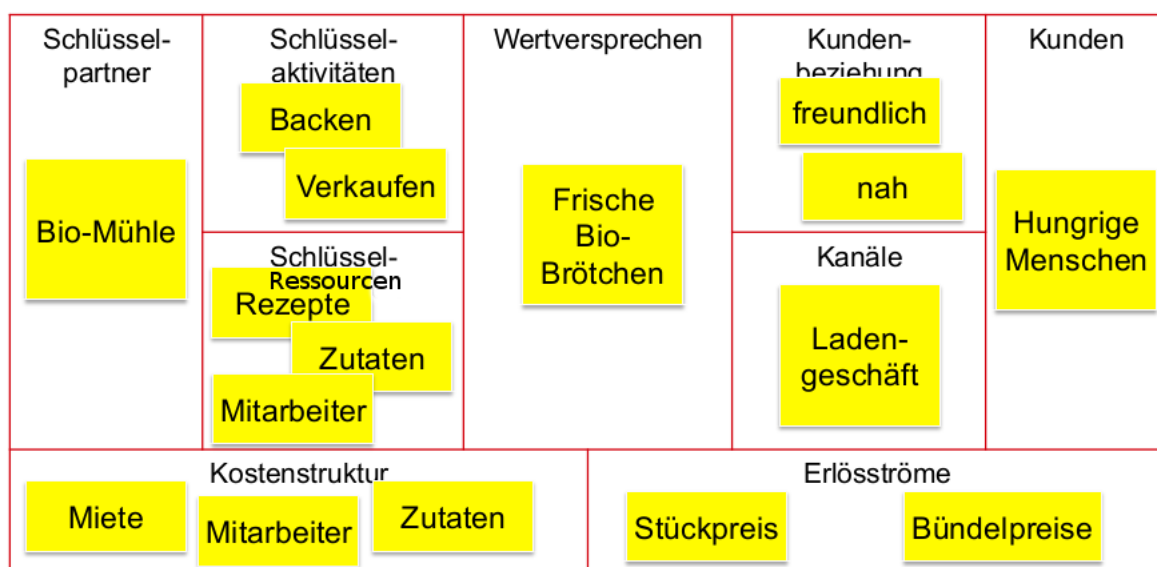 Schlüssel-
partner
Bio-Mühle
Schlüssel-
aktivitäten
Backen
Verkaufen
Schlüssel-
Ressourcen
Rezepte
Zutaten
Mitarbeiter
Wertversprechen
Frische
Bio-
Brötchen
Kunden-
beziehung
freundlich
nah
Kanäle
Laden-
geschäft
Kunden
Hungrige
Menschen
Kostenstruktur
Miete
Mitarbeiter
Zutaten
Erlösströme
Stückpreis
Bündelpreise